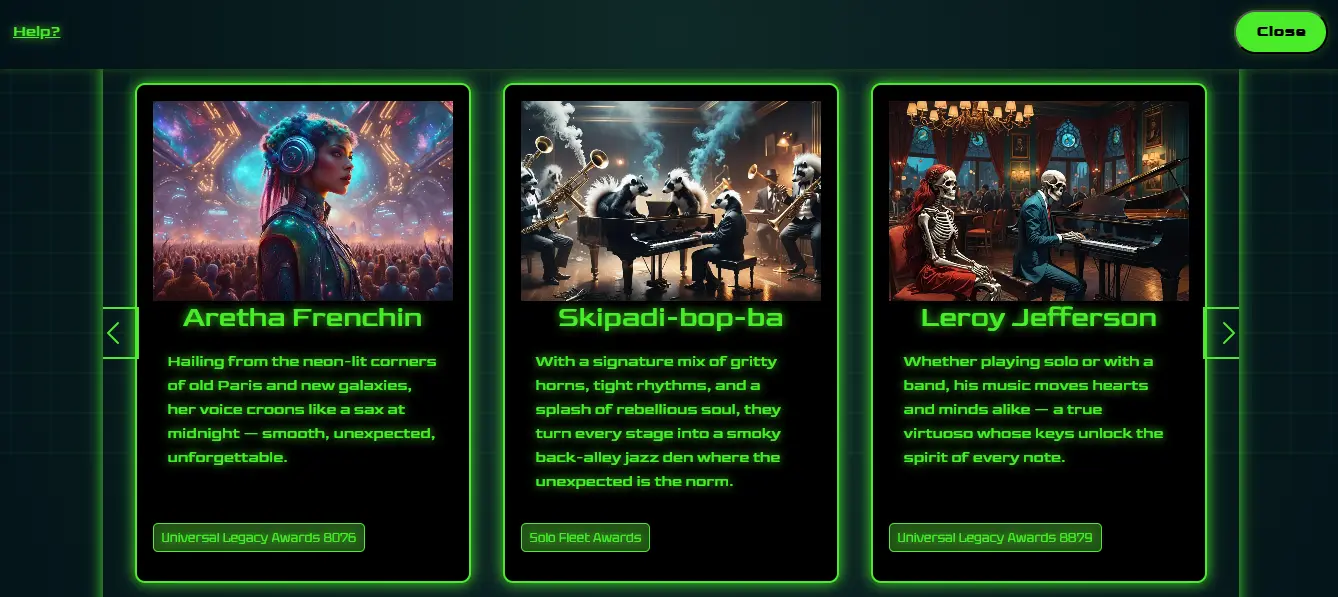 Help?
Close
Aretha Frenchin
Hailing from the neon-lit corners
of old Paris and new galaxies,
her voice croons like a sax at
midnight — smooth, unexpected,
unforgettable.
Universal Legacy Awards 8076
Skipadi-bop-ba
With a signature mix of gritty
horns, tight rhythms, and a
splash of rebellious soul, they
turn every stage into a smoky
back-alley jazz den where the
unexpected is the norm.
Solo Fleet Awards
Leroy Jefferson
Whether playing solo or with a
band, his music moves hearts
and minds alike — a true
virtuoso whose keys unlock the
spirit of every note.
Universal Legacy Awards 8879